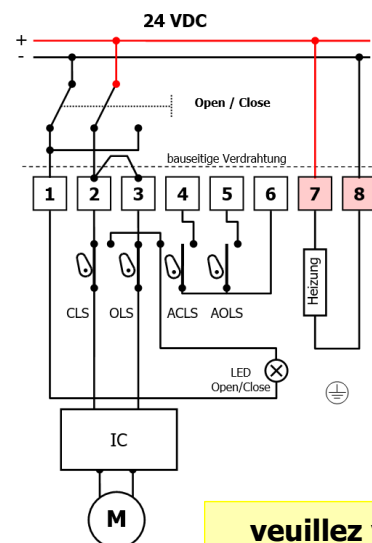 24 VDC
+
-
Open / Close
bauseitige Verdrahtung
1 2 3 4 5 6 7 8
CLS OLS ACLS AOLS
Heizung
LED
Open/Close
IC
M
veuillez